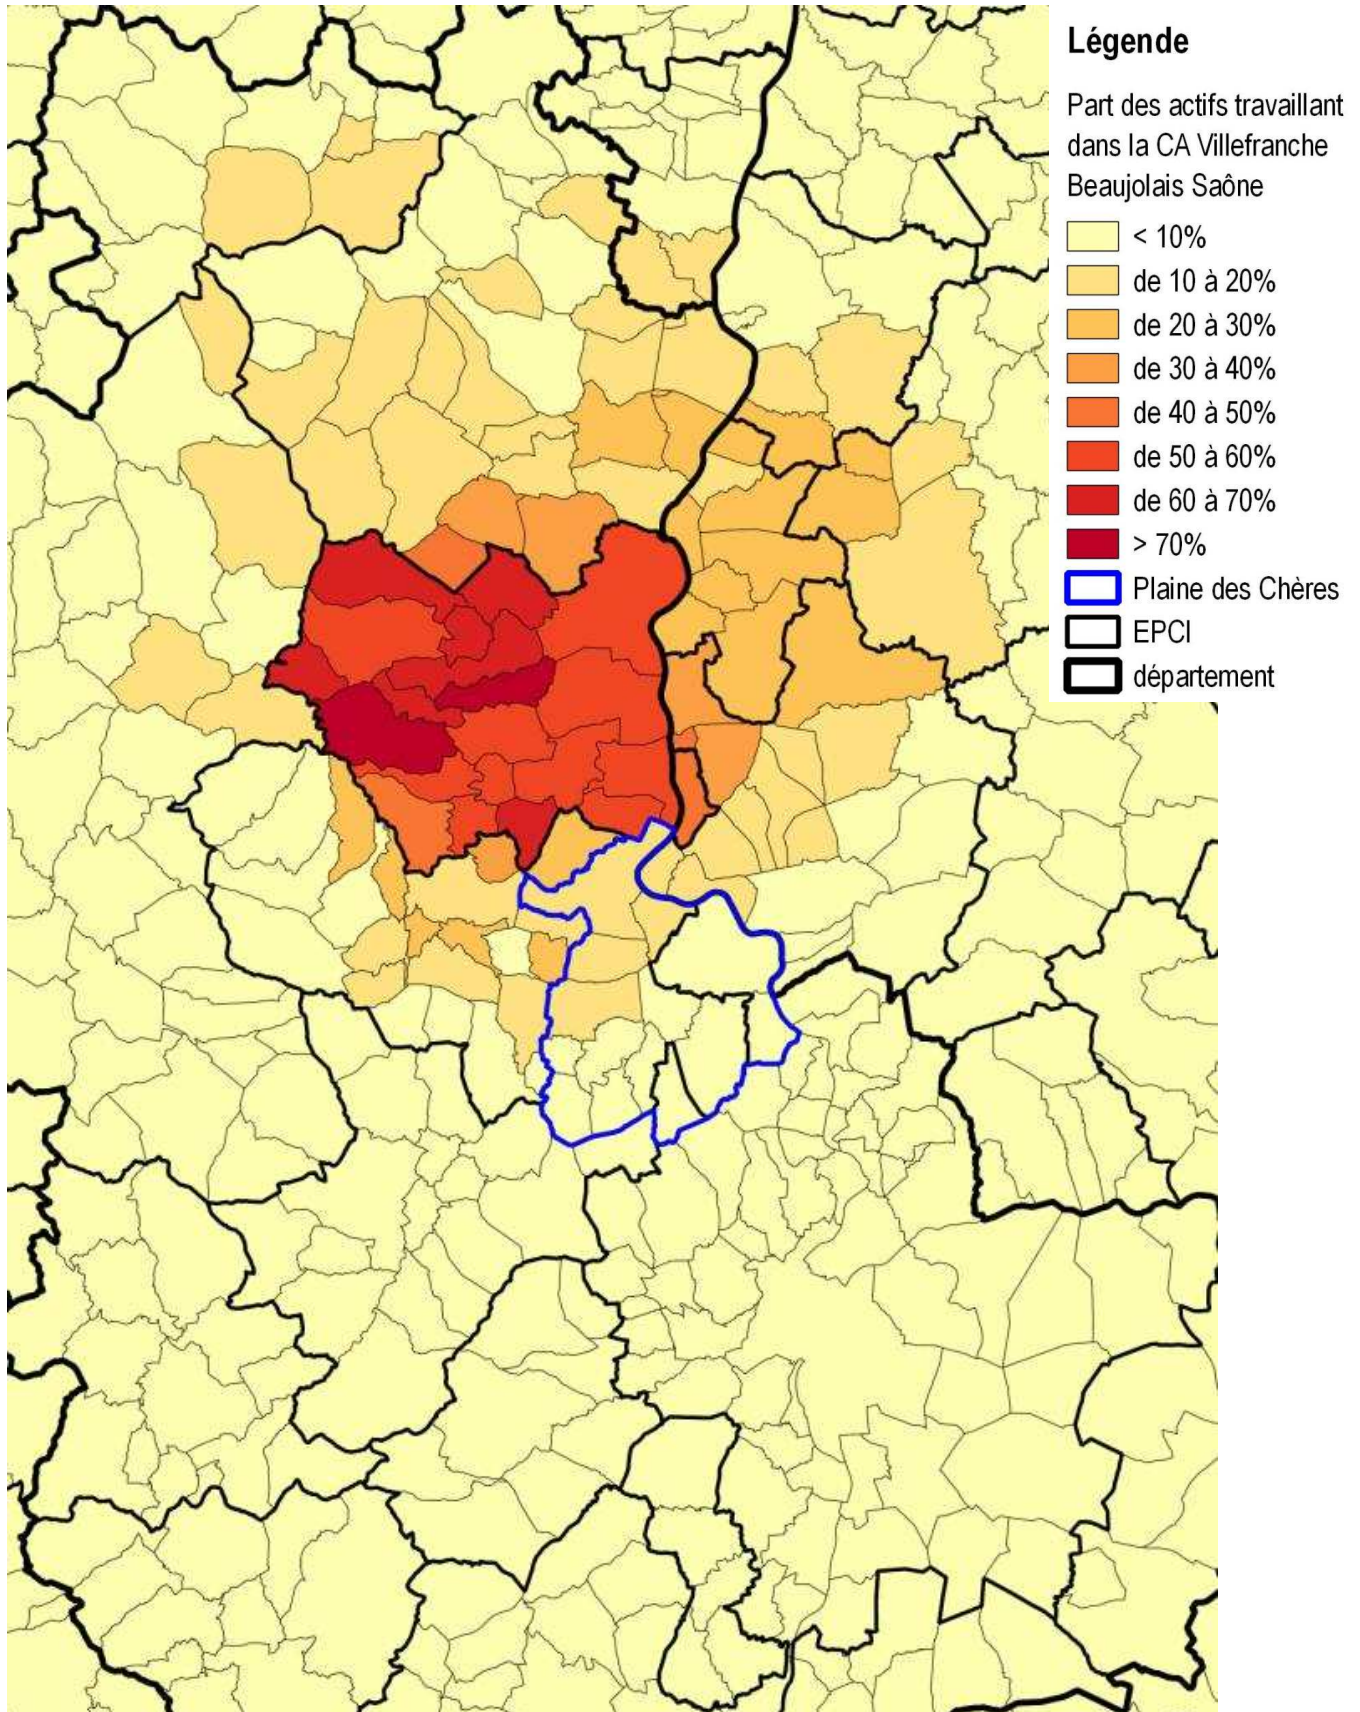 Légende
Part des actifs travaillant
dans la CA Villefranche
Beaujolais Saône
< 10%
de 10 à 20%
de 20 à 30%
de 30 à 40%
de 40 à 50%
de 50 à 60%
de 60 à 70%
> 70%
Plaine des Chères
EPCI
département